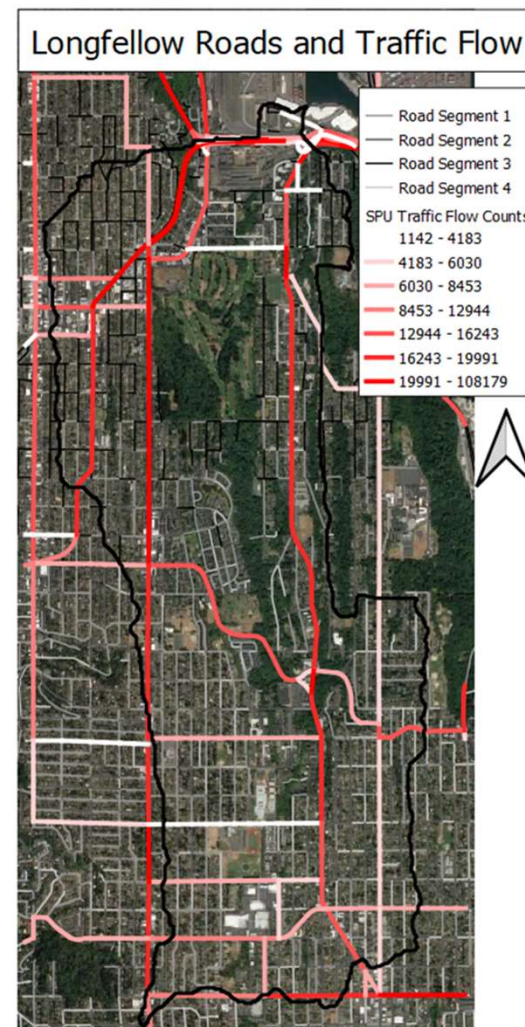 Longfellow Roads and Traffic Flow
Road Segment 1
Road Segment 2
Road Segment 3
Road Segment 4
SPU Traffic Flow Counts
1142 - 4183
4183 - 6030
6030 - 8453
8453 - 12944
12944 - 16243
16243 - 19991
19991 - 108179